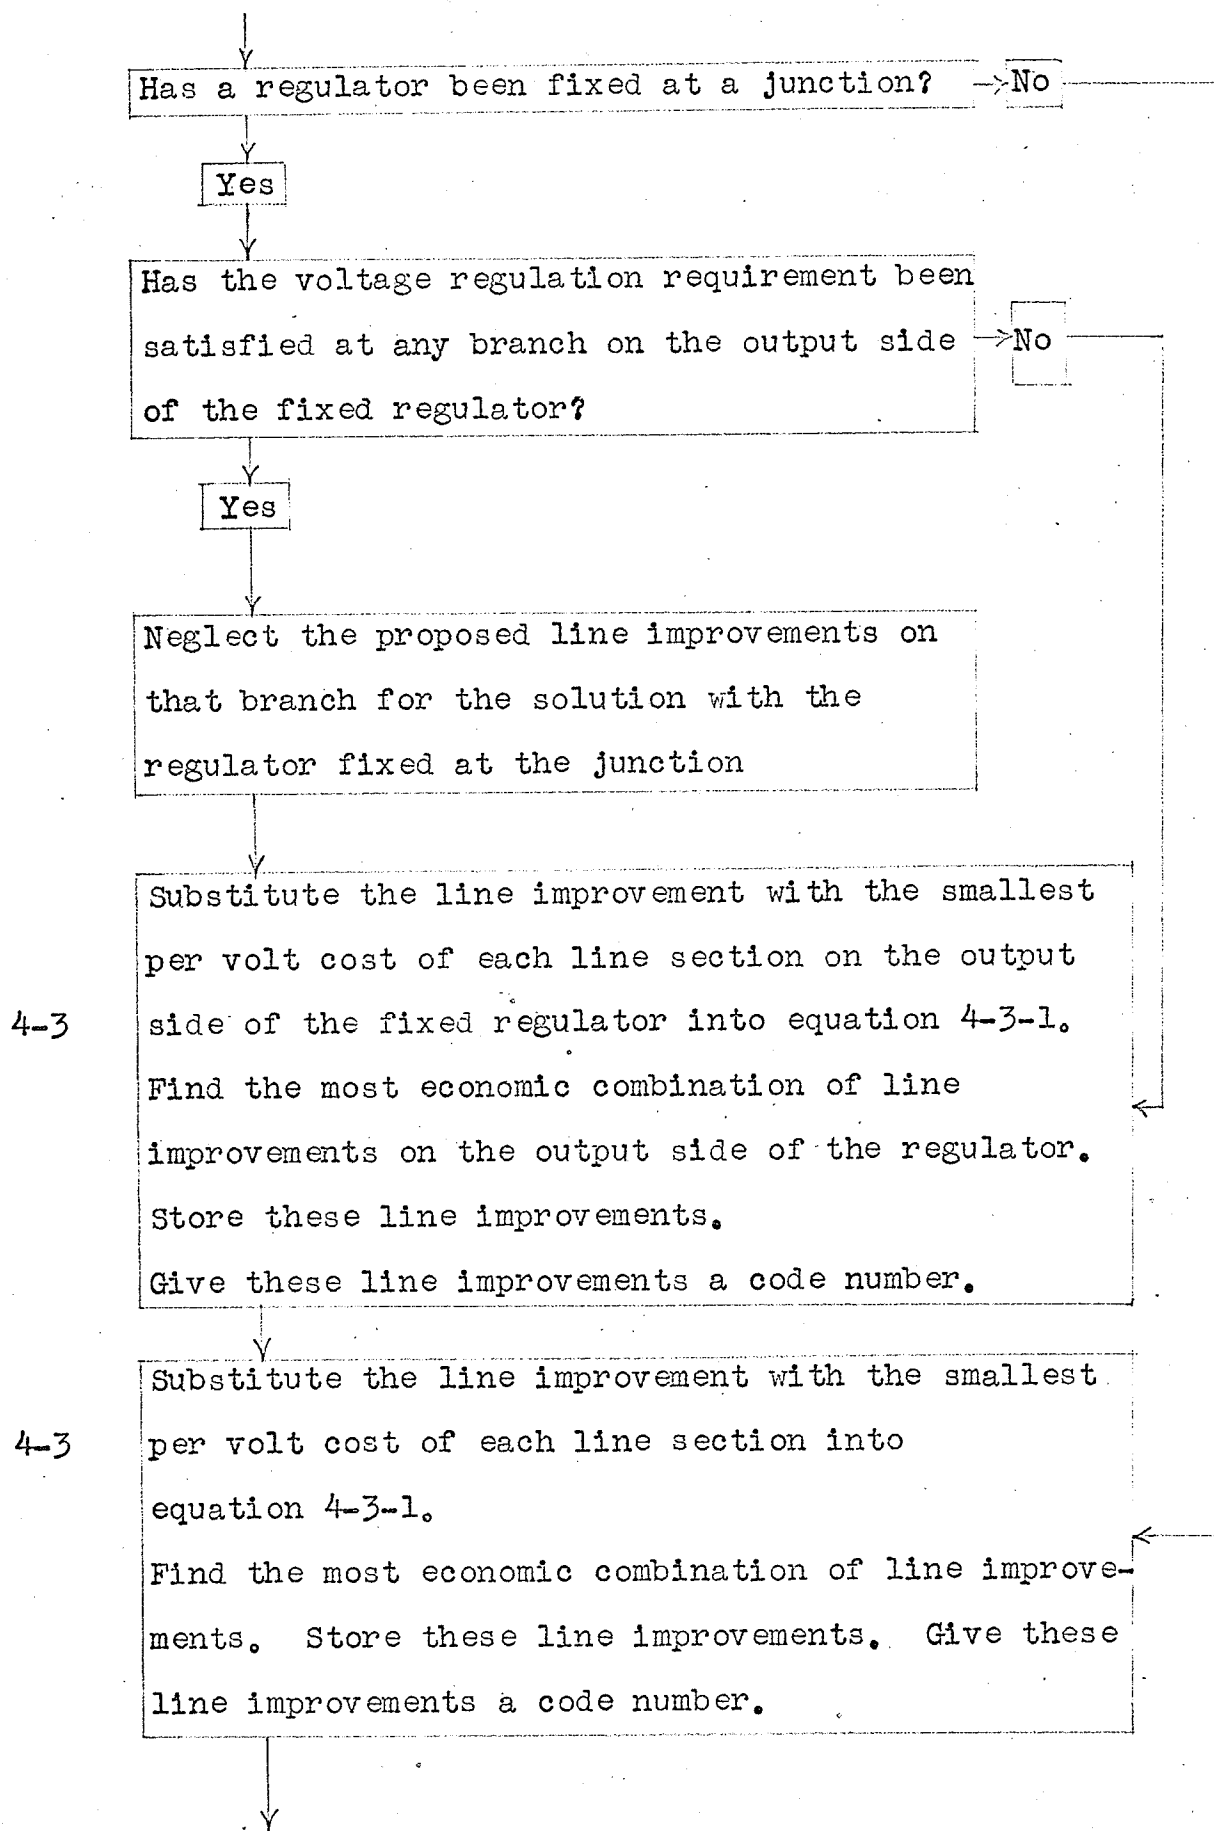 Has a regulator been fixed at a junction? No
Yes
Has the voltage regulation requirement been
satisfied at any branch on the output side No
of the fixed regulator?
Yes
Neglect the proposed line improvements on
that branch for the solution with the
regulator fixed at the junction
Substitute the line improvement with the smallest
per volt cost of each line section on the output
4-3 side of the fixed regulator into equation 4-3-1.
Find the most economic combination of line
improvements on the output side of the regulator.
Store these line improvements.
Give these line improvements a code number.
Substitute the line improvement with the smallest
4-3 per volt cost of each line section into
equation 4-3-1.
Find the most economic combination of line improve-
ments. Store these line improvements. Give these
line improvements a code number.